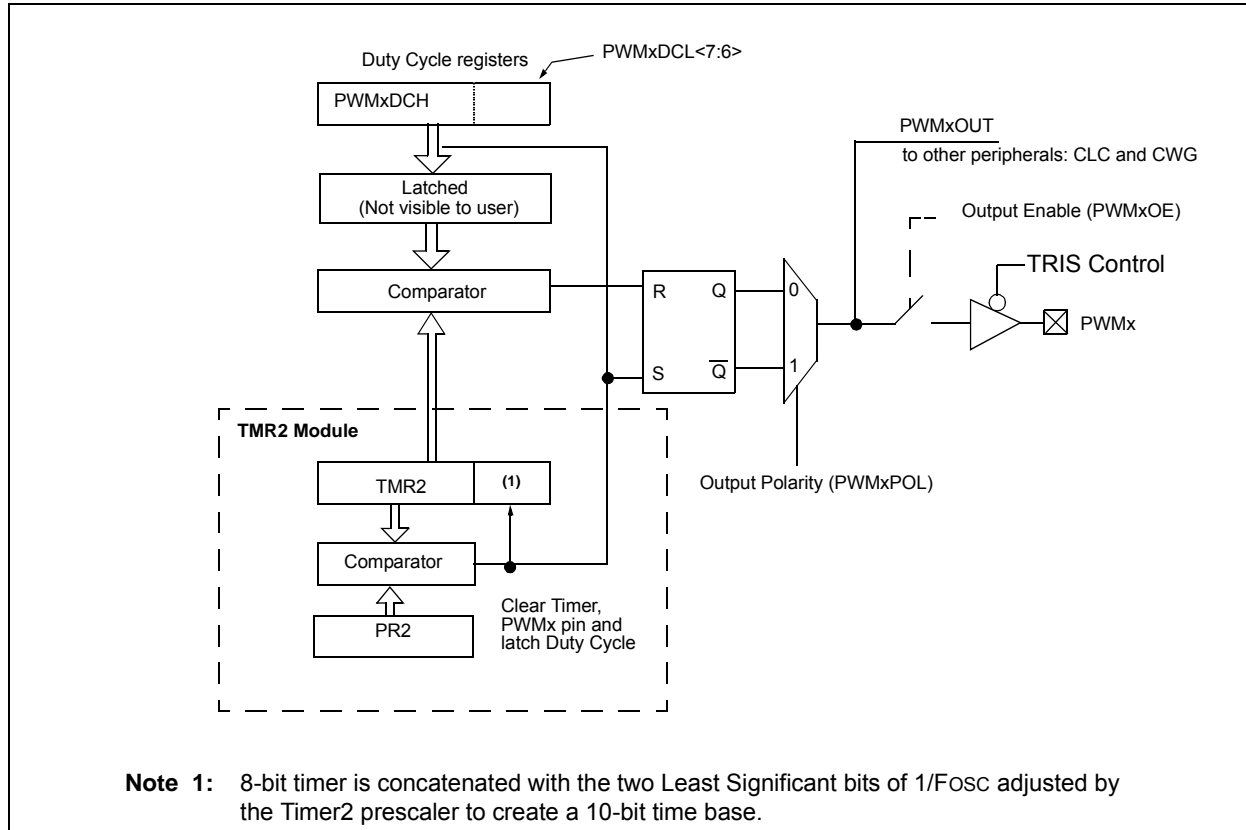 Duty Cycle registers
PWMxDCL<7:6>
PWMxDCH
Latched
(Not visible to user)
Comparator
R
Q
S
Q
0
1
PWMxOUT
to other peripherals: CLC and CWG
Output Enable (PWMxOE)
TRIS Control
PWMx
Output Polarity (PWMxPOL)
TMR2 Module
TMR2
(1)
Comparator
PR2
Clear Timer,
PWMx pin and
latch Duty Cycle
Note 1: 8-bit timer is concatenated with the two Least Significant bits of 1/FOSC adjusted by
the Timer2 prescaler to create a 10-bit time base.